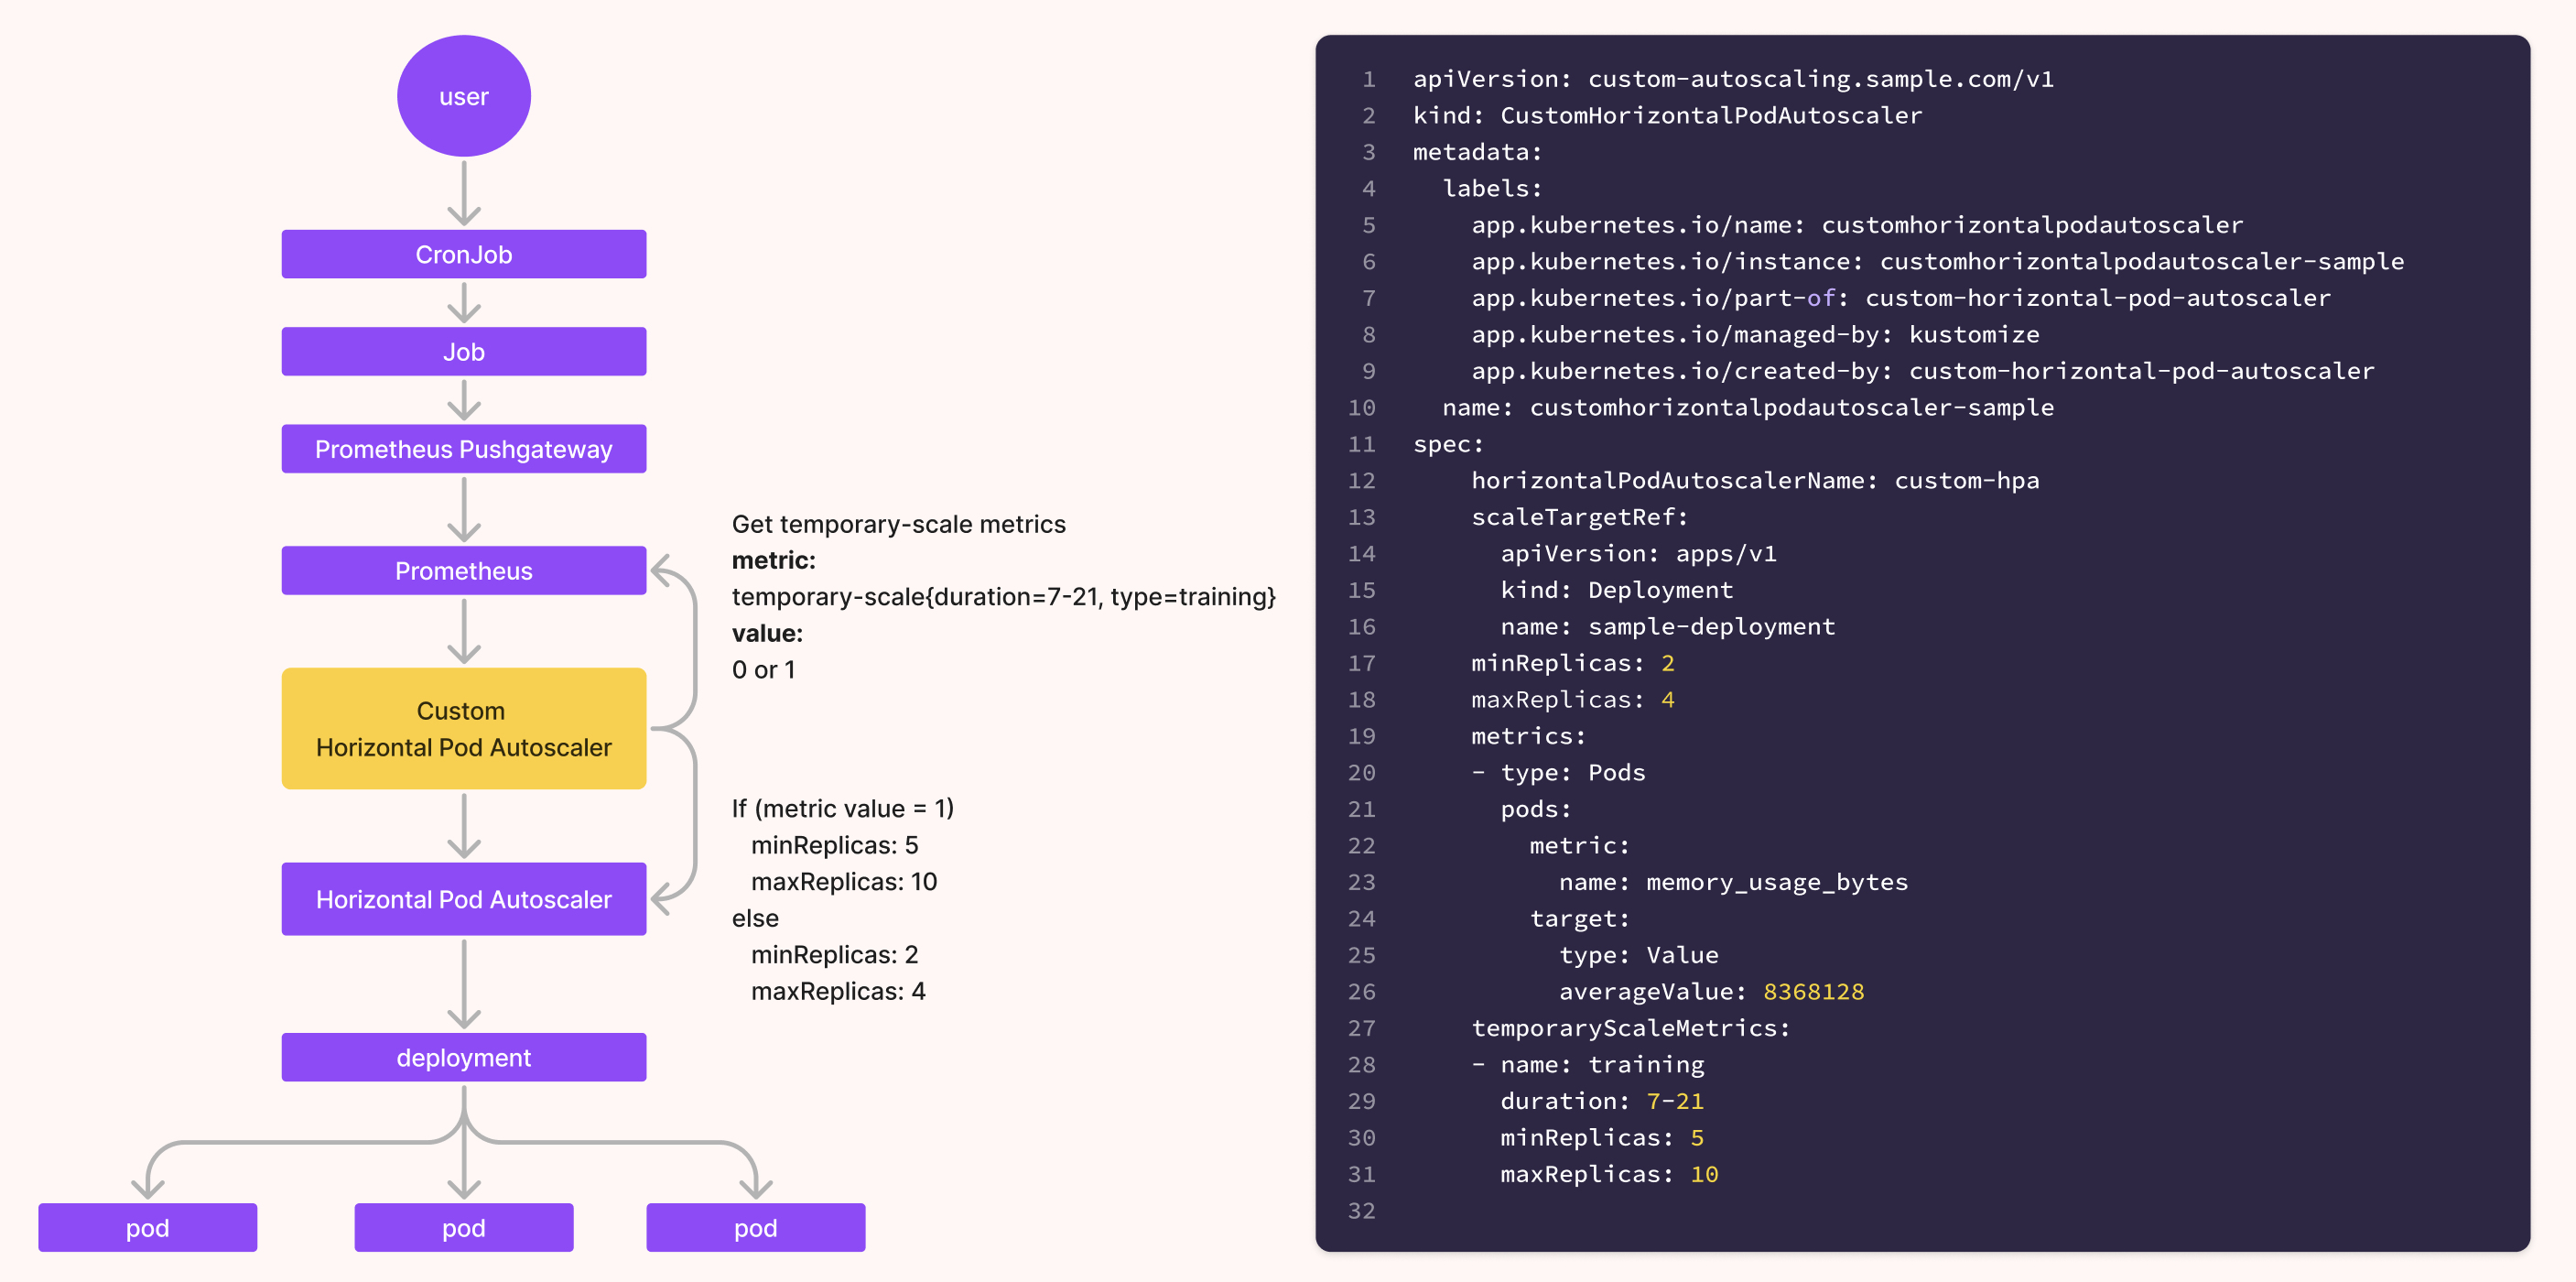 user
CronJob
Job
Prometheus Pushgateway
Prometheus
Custom
Horizontal Pod Autoscaler
Horizontal Pod Autoscaler
deployment
pod
pod
pod
Get temporary-scale metrics
metric:
temporary-scale{duration=7-21, type=training}
value:
0 or 1
If (metric value = 1)
minReplicas: 5
maxReplicas: 10
else
minReplicas: 2
maxReplicas: 4
1 apiVersion: custom-autoscaling.sample.com/v1
2 kind: CustomHorizontalPodAutoscaler
3 metadata:
4 labels:
5 app.kubernetes.io/name: customhorizontalpodautoscaler
6 app.kubernetes.io/instance: customhorizontalpodautoscaler-sample
7 app.kubernetes.io/part-of: custom-horizontal-pod-autoscaler
8 app.kubernetes.io/managed-by: kustomize
9 app.kubernetes.io/created-by: custom-horizontal-pod-autoscaler
10 name: customhorizontalpodautoscaler-sample
11 spec:
12 horizontalPodAutoscalerName: custom-hpa
13 scaleTargetRef:
14 apiVersion: apps/v1
15 kind: Deployment
16 name: sample-deployment
17 minReplicas: 2
18 maxReplicas: 4
19 metrics:
20 - type: Pods
21 pods:
22 metric:
23 name: memory_usage_bytes
24 target:
25 type: Value
26 averageValue: 8368128
27 temporaryScaleMetrics:
28 - name: training
29 duration: 7-21
30 minReplicas: 5
31 maxReplicas: 10
32